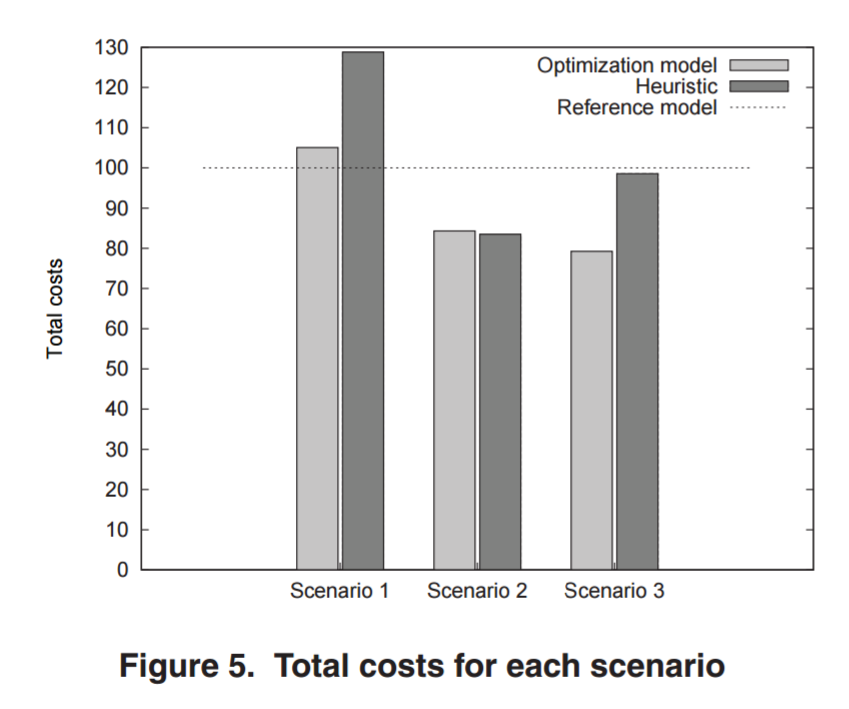 130
120
110
100
90
80
70
60
50
40
30
20
10
0
Total costs
Optimization model
Heuristic
Reference model
Scenario 1 Scenario 2 Scenario 3
Figure 5. Total costs for each scenario